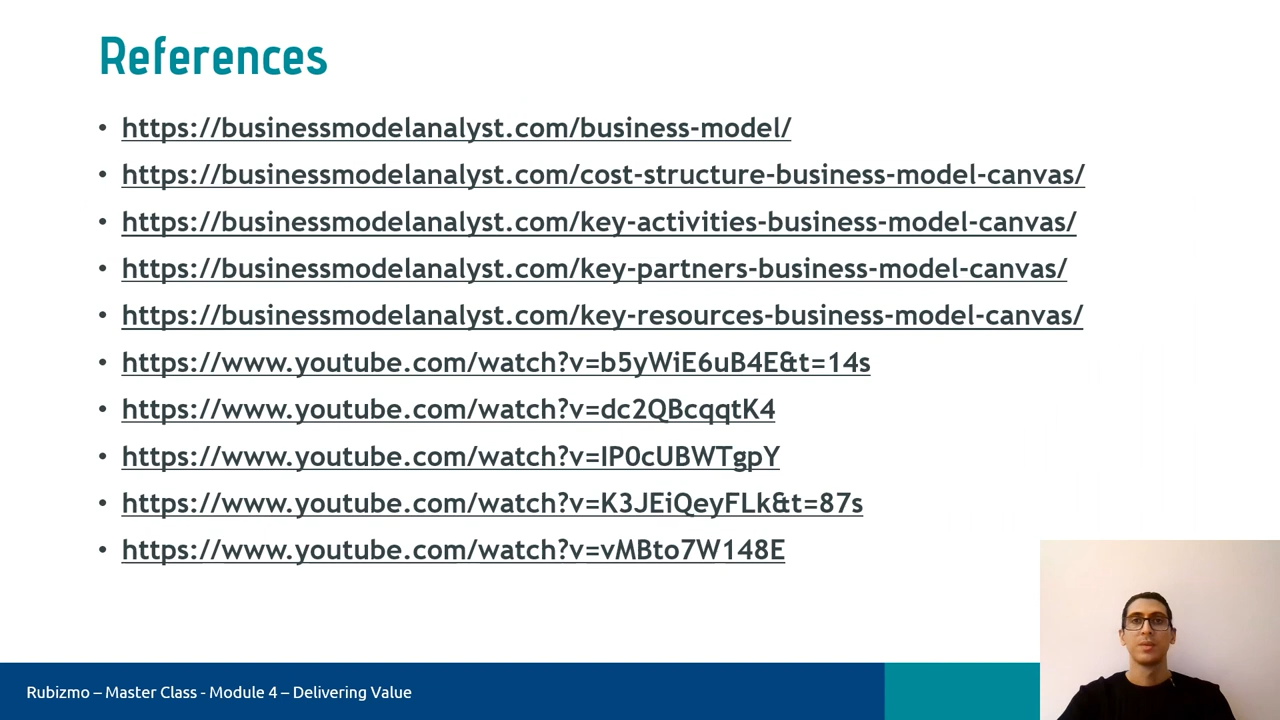 References
• https://businessmodelanalyst.com/business-model/
• https://businessmodelanalyst.com/cost-structure-business-model-canvas/
• https://businessmodelanalyst.com/key-activities-business-model-canvas/
• https://businessmodelanalyst.com/key-partners-business-model-canvas/
• https://businessmodelanalyst.com/key-resources-business-model-canvas/
• https://www.youtube.com/watch?v=b5yWiE6uB4E&t=14s
• https://www.youtube.com/watch?v=dc2QBcqqtK4
• https://www.youtube.com/watch?v=IP0cUBWTgpY
• https://www.youtube.com/watch?v=K3JEiQeyFLk&t=87s
• https://www.youtube.com/watch?v=vMBto7W148E
Rubizmo – Master Class - Module 4 – Delivering Value